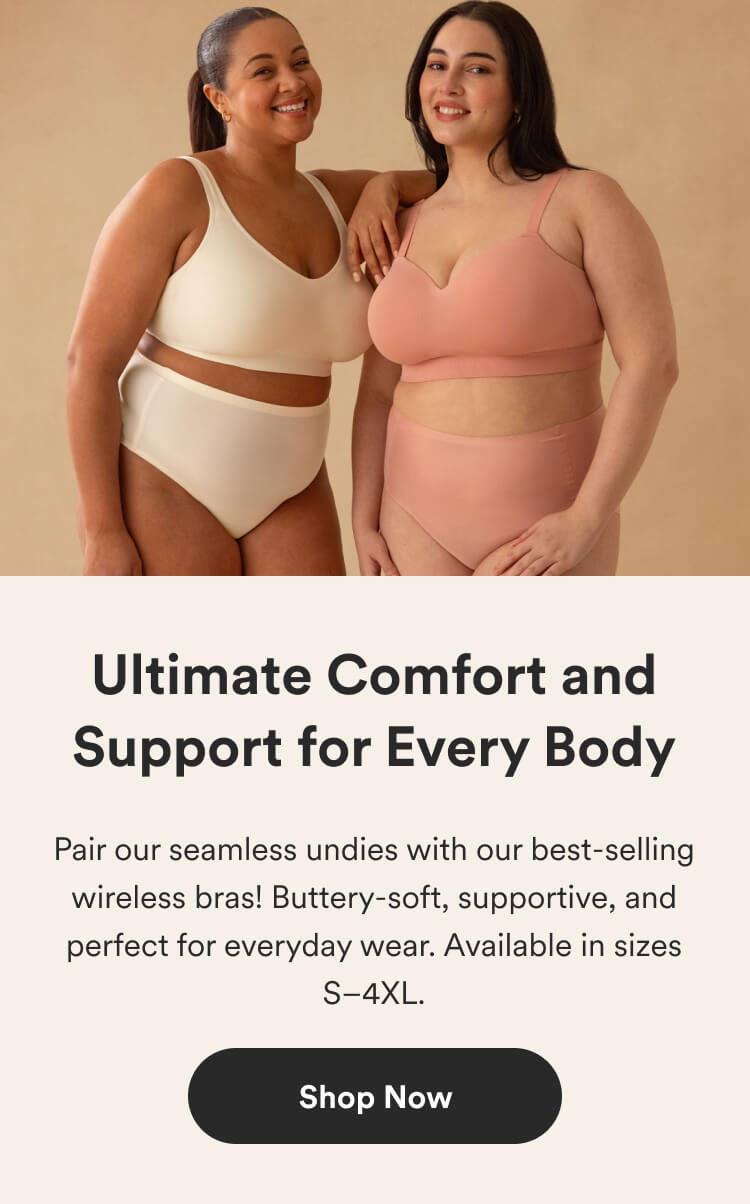 Ultimate Comfort and
Support for Every Body
Pair our seamless undies with our best-selling
wireless bras! Buttery-soft, supportive, and
perfect for everyday wear. Available in sizes
S–4XL.
Shop Now